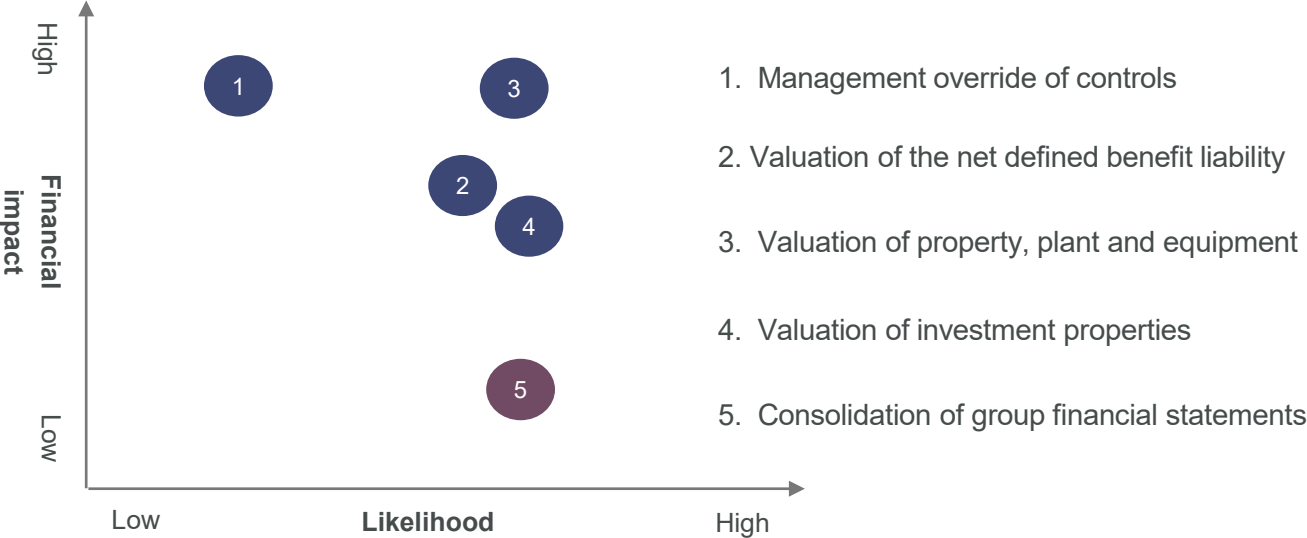 High
Financial
impact
Low
1
3
2
4
5
Low
Likelihood
High
1. Management override of controls
2. Valuation of the net defined benefit liability
3. Valuation of property, plant and equipment
4. Valuation of investment properties
5. Consolidation of group financial statements